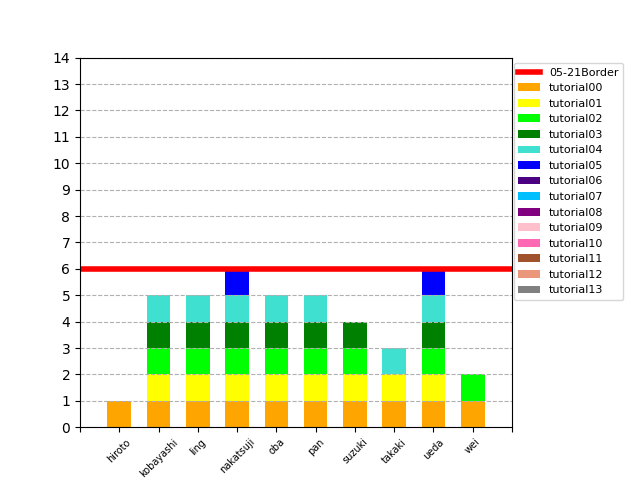 14
13
12
11
10
9
8
7
6
5
4
3
2
1
0
hiroto
kobayashi
ling
nakatsuji
oba
pan
suzuki
takaki
ueda
wei
05-21Border
tutorial00
tutorial01
tutorial02
tutorial03
tutorial04
tutorial05
tutorial06
tutorial07
tutorial08
tutorial09
tutorial10
tutorial11
tutorial12
tutorial13